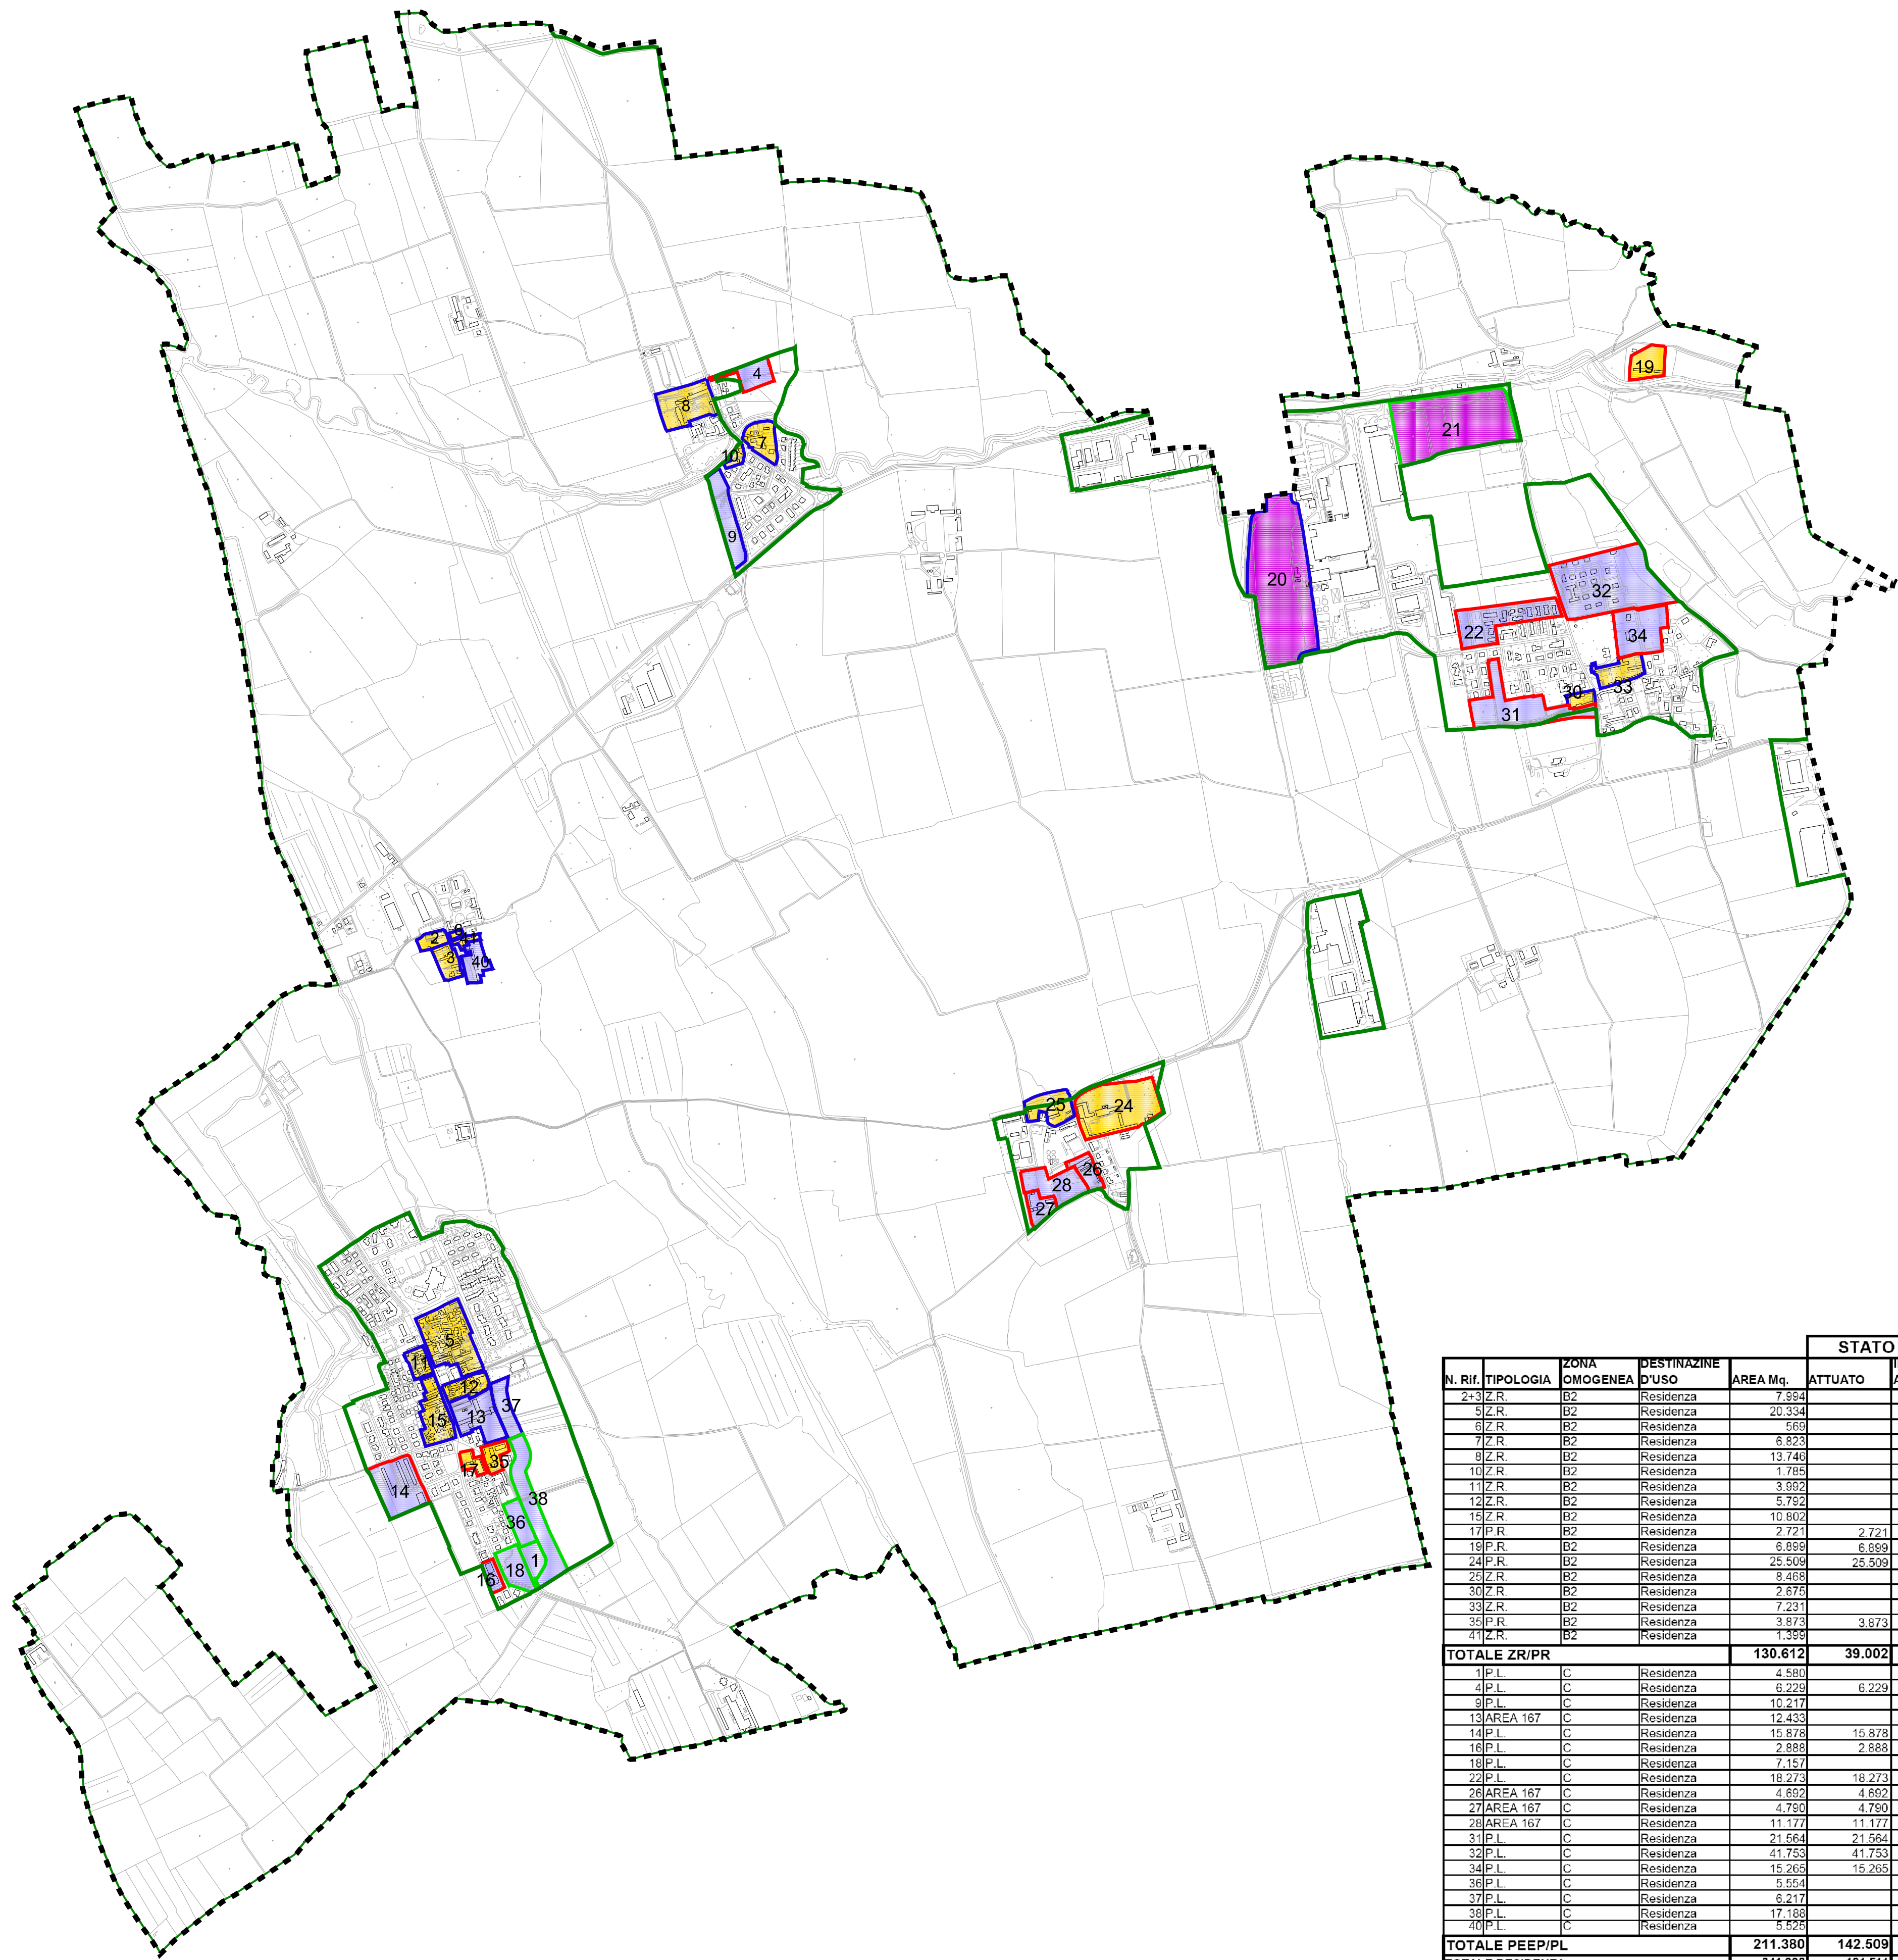 4
19
8
21
7
10
9
20
32
22
34
30
33
31
6
2
41
3
40
25
24
26
28
27
5
11
12
37
15
13
35
17
14
38
36
1
18
16
STATO
ZONA DESTINAZINE
N. Rif. TIPOLOGIA OMOGENEA D'USO AREA Mq. ATTUATO
2+3 Z.R. B2 Residenza 7.994
5 Z.R. B2 Residenza 20.334
6 Z.R. B2 Residenza 569
7 Z.R. B2 Residenza 6.823
8 Z.R. B2 Residenza 13.746
10 Z.R. B2 Residenza 1.785
11 Z.R. B2 Residenza 3.992
12 Z.R. B2 Residenza 5.792
15 Z.R. B2 Residenza 10.802
17 P.R. B2 Residenza 2.721 2.721
19 P.R. B2 Residenza 6.899 6.899
24 P.R. B2 Residenza 25.509 25.509
25 Z.R. B2 Residenza 8.468
30 Z.R. B2 Residenza 2.675
33 Z.R. B2 Residenza 7.231
35 P.R. B2 Residenza 3.873 3.873
41 Z.R. B2 Residenza 1.399
TOTALE ZR/PR 130.612 39.002
1 P.L. C Residenza 4.580
4 P.L. C Residenza 6.229 6.229
9 P.L. C Residenza 10.217
13 AREA 167 C Residenza 12.433
14 P.L. C Residenza 15.878 15.878
16 P.L. C Residenza 2.888 2.888
18 P.L. C Residenza 7.157
22 P.L. C Residenza 18.273 18.273
26 AREA 167 C Residenza 4.692 4.692
27 AREA 167 C Residenza 4.790 4.790
28 AREA 167 C Residenza 11.177 11.177
31 P.L. C Residenza 21.564 21.564
32 P.L. C Residenza 41.753 41.753
34 P.L. C Residenza 15.265 15.265
36 P.L. C Residenza 5.554
37 P.L. C Residenza 6.217
38 P.L. C Residenza 17.188
40 P.L. C Residenza 5.525
TOTALE PEEP/PL 211.380 142.509